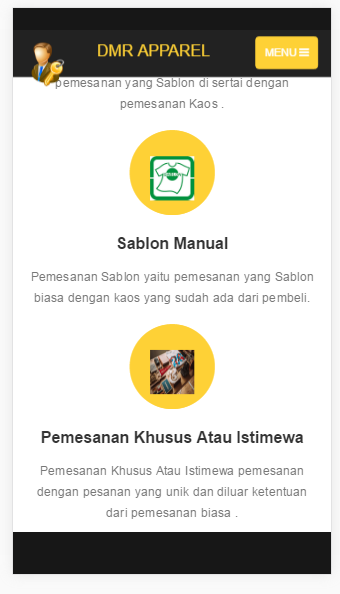 DMR APPAREL
MENU
pemesanan yang Sablon di sertai dengan
pemesanan Kaos .
Sablon Manual
Pemesanan Sablon yaitu pemesanan yang Sablon
biasa dengan kaos yang sudah ada dari pembeli.
Pemesanan Khusus Atau Istimewa
Pemesanan Khusus Atau Istimewa pemesanan
dengan pesanan yang unik dan diluar ketentuan
dari pemesanan biasa .